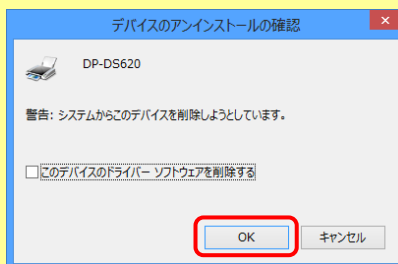 デバイスのアンインストールの確認
DP-DS620
警告: システムからこのデバイスを削除しようとしています。
このデバイスのドライバー ソフトウェアを削除する
OK
キャンセル